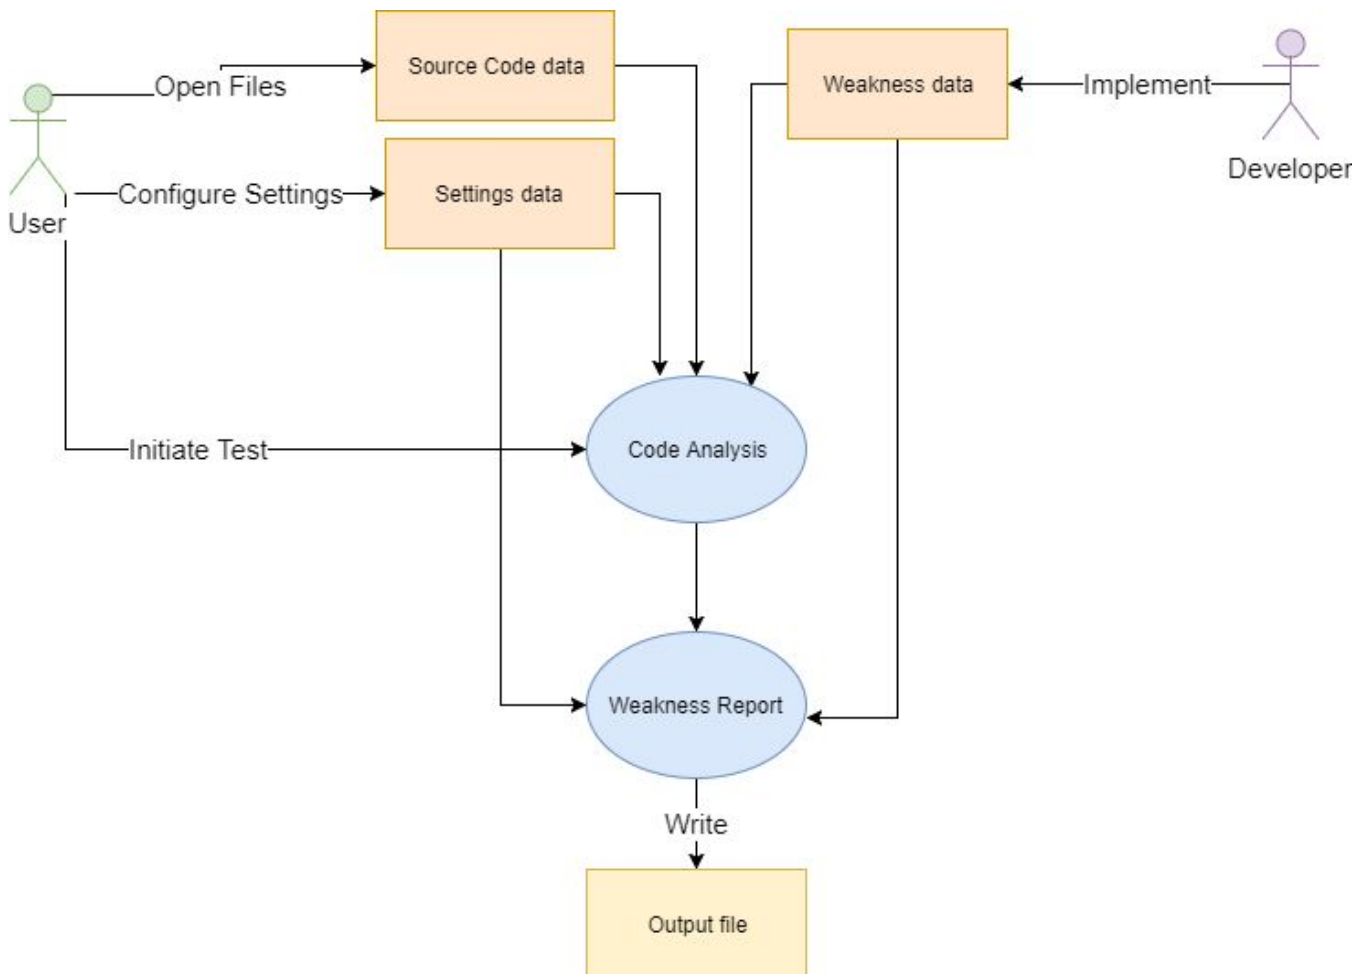 Source Code data
Weakness data
Open Files
Implement
Developer
Configure Settings
Settings data
User
Initiate Test
Code Analysis
Weakness Report
Write
Output file